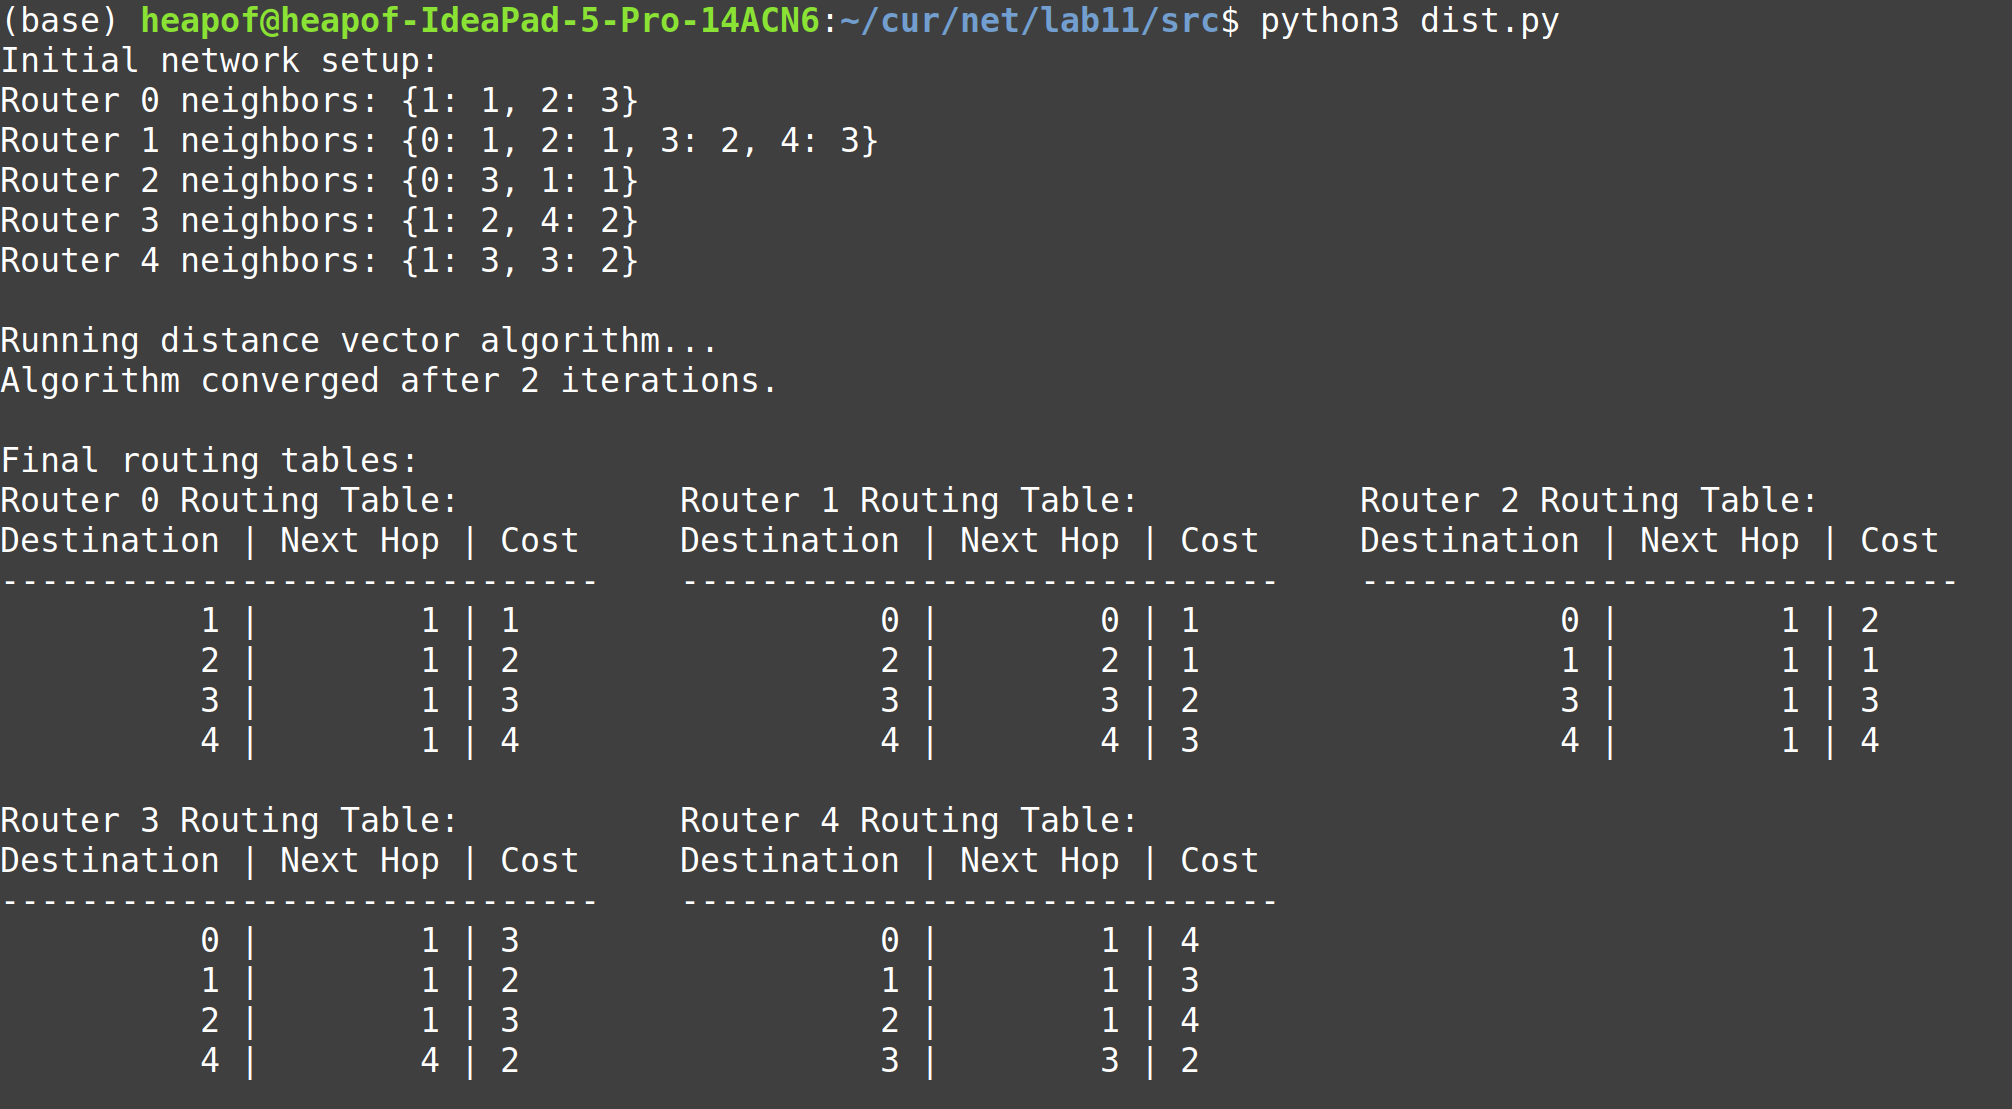 (base) heapof@heapof-IdeaPad-5-Pro-14ACN6:~/cur/net/lab11/src$ python3 dist.py
Initial network setup:
Router 0 neighbors: {1: 1, 2: 3}
Router 1 neighbors: {0: 1, 2: 1, 3: 2, 4: 3}
Router 2 neighbors: {0: 3, 1: 1}
Router 3 neighbors: {1: 2, 4: 2}
Router 4 neighbors: {1: 3, 3: 2}

Running distance vector algorithm...
Algorithm converged after 2 iterations.

Final routing tables:
Router 0 Routing Table:           Router 1 Routing Table:           Router 2 Routing Table:
Destination | Next Hop | Cost     Destination | Next Hop | Cost     Destination | Next Hop | Cost
------------------------------    ------------------------------    ------------------------------
          1 |        1 | 1                  0 |        0 | 1                  0 |        1 | 2
          2 |        1 | 2                  2 |        2 | 1                  1 |        1 | 1
          3 |        1 | 3                  3 |        3 | 2                  3 |        1 | 3
          4 |        1 | 4                  4 |        4 | 3                  4 |        1 | 4

Router 3 Routing Table:           Router 4 Routing Table:
Destination | Next Hop | Cost     Destination | Next Hop | Cost
------------------------------    ------------------------------
          0 |        1 | 3                  0 |        1 | 4
          1 |        1 | 2                  1 |        1 | 3
          2 |        1 | 3                  2 |        1 | 4
          4 |        4 | 2                  3 |        3 | 2